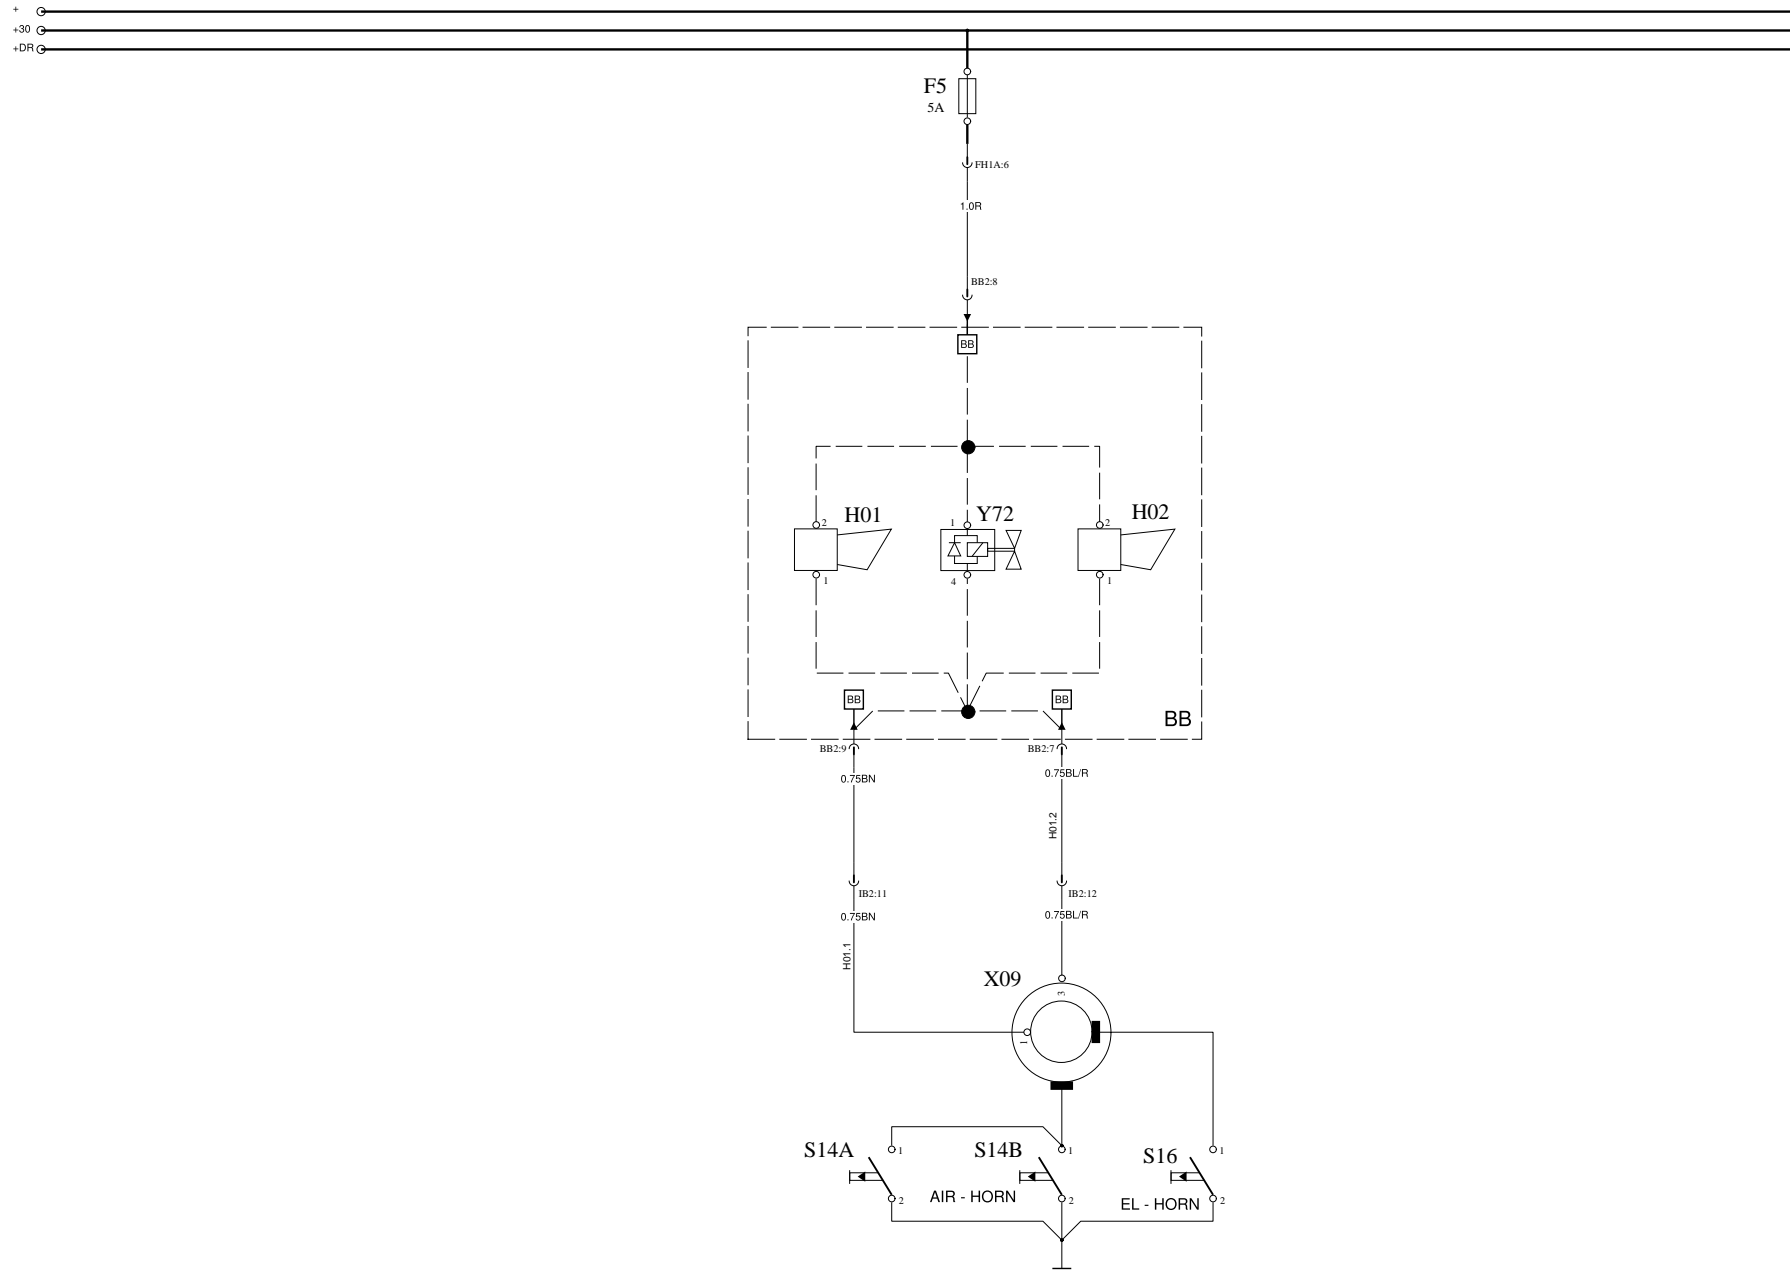 +
+30
+DR
F5
5A
FH1A:6
1.0R
BB2:8
BB
H01
Y72
H02
2
1
2
1
4
1
BB
BB
BB
BB2:9
BB2:7
0.75BN
0.75BL/R
H01.2
IB2:11
IB2:12
0.75BN
0.75BL/R
H01.1
X09
3
1
S14A
1
S14B
1
S16
1
2
AIR - HORN
2
EL - HORN
2